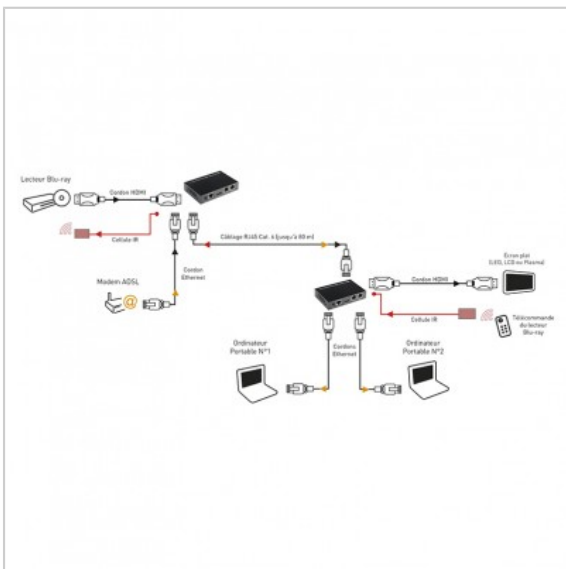 Lecteur Blu-ray
Cordon HDMI
Cellule IR
Câblage RJ45 Cat. 6 (jusqu'à 80 m)
Cordon
Ethernet
Modem ADSL
@
Cordon HDMI
Écran plat
(LED, LCD ou Plasma)
Cellule IR
Télécommande
du lecteur
Blu-ray
Ordinateur
Portable N°1
Cordons
Ethernet
Ordinateur
Portable N°2